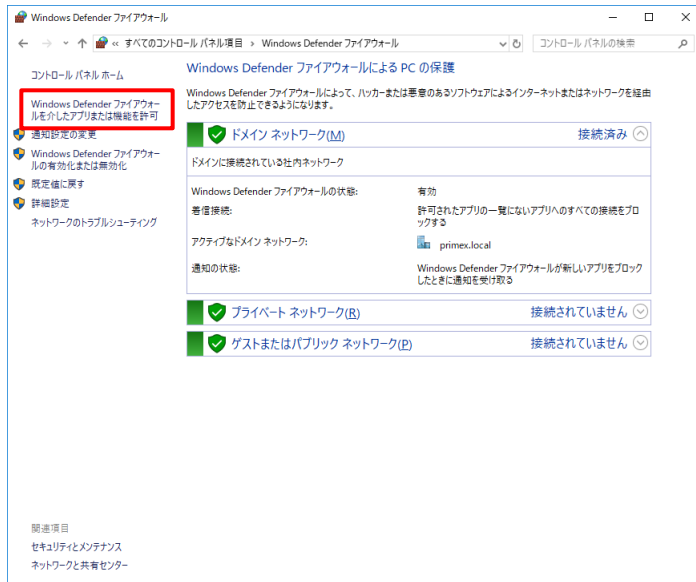 Windows Defender ファイアウォール
« すべてのコントロール パネル項目 › Windows Defender ファイアウォール
コントロール パネルの検索
コントロール パネル ホーム
Windows Defender ファイアウォー
ルを介したアプリまたは機能を許可
通知設定の変更
Windows Defender ファイアウォー
ルの有効化または無効化
既定値に戻す
詳細設定
ネットワークのトラブルシューティング
Windows Defender ファイアウォールによる PC の保護
Windows Defender ファイアウォールによって、ハッカーまたは悪意のあるソフトウェアによるインターネットまたはネットワークを経由
したアクセスを防止できるようになります。
ドメイン ネットワーク(M) 接続済み
ドメインに接続されている社内ネットワーク
Windows Defender ファイアウォールの状態: 有効
着信接続: 許可されたアプリの一覧にないアプリへのすべての接続をブロ
ックする
アクティブなドメイン ネットワーク: primex.local
通知の状態: Windows Defender ファイアウォールが新しいアプリをブロック
したときに通知を受け取る
プライベート ネットワーク(R) 接続されていません
ゲストまたはパブリック ネットワーク(P) 接続されていません
関連項目
セキュリティとメンテナンス
ネットワークと共有センター